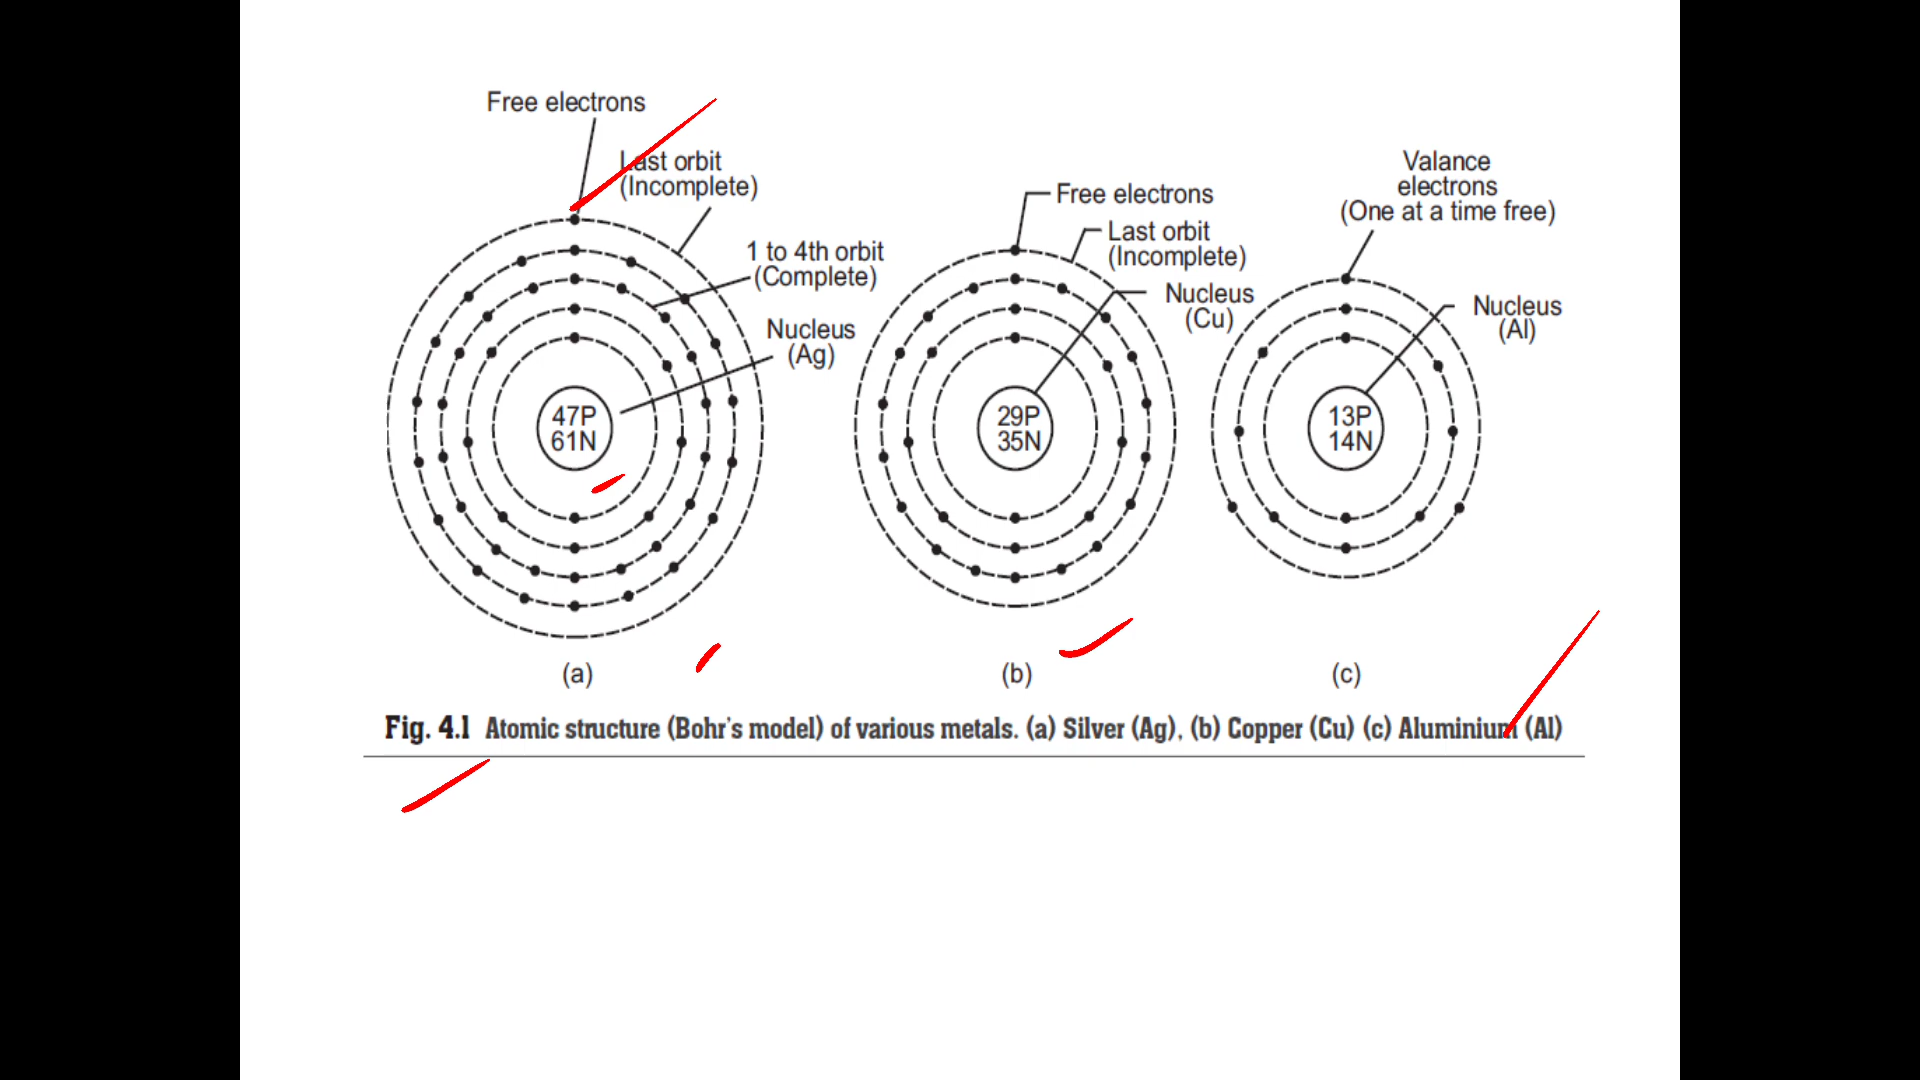 Free electrons
Last orbit
(Incomplete)
1 to 4th orbit
(Complete)
Nucleus
(Ag)
47P
61N
(a)
Free electrons
Last orbit
(Incomplete)
Nucleus
(Cu)
29P
35N
(b)
Valance
electrons
(One at a time free)
Nucleus
(Al)
13P
14N
(c)
Fig. 4.1 Atomic structure (Bohr's model) of various metals. (a) Silver (Ag), (b) Copper (Cu) (c) Aluminium (Al)